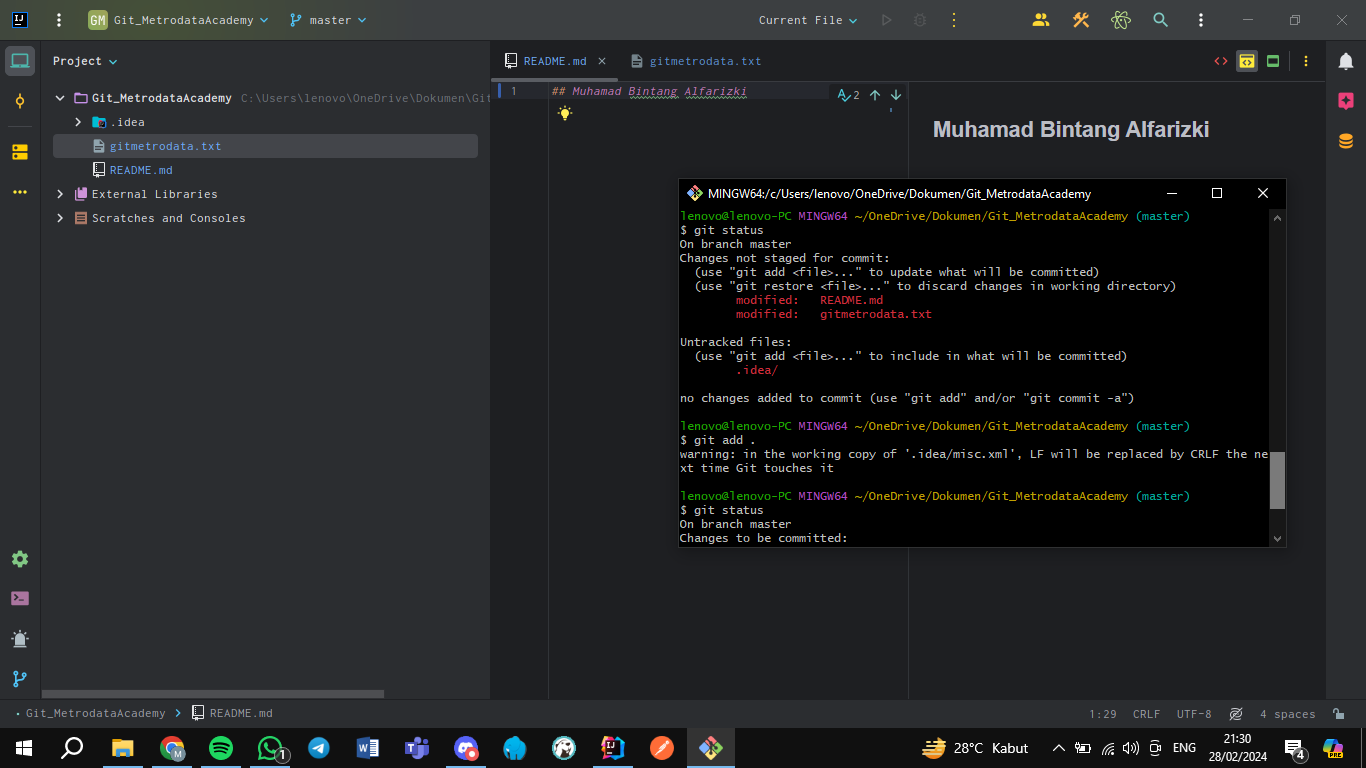 GM Git_MetrodataAcademy master Current File
Project
README.md
gitmetrodata.txt
Git_MetrodataAcademy C:\Users\lenovo\OneDrive\Dokumen\Git
.idea
gitmetrodata.txt
README.md
External Libraries
Scratches and Consoles
1 ## Muhamad Bintang Alfarizki
2
Muhamad Bintang Alfarizki
MINGW64:/c/Users/lenovo/OneDrive/Dokumen/Git_MetrodataAcademy
lenovo@lenovo-PC MINGW64 ~/OneDrive/Dokumen/Git_MetrodataAcademy (master)
$ git status
On branch master
Changes not staged for commit:
(use "git add <file>..." to update what will be committed)
(use "git restore <file>..." to discard changes in working directory)
modified: README.md
modified: gitmetrodata.txt
Untracked files:
(use "git add <file>..." to include in what will be committed)
.idea/
no changes added to commit (use "git add" and/or "git commit -a")
lenovo@lenovo-PC MINGW64 ~/OneDrive/Dokumen/Git_MetrodataAcademy (master)
$ git add .
warning: in the working copy of '.idea/misc.xml', LF will be replaced by CRLF the ne
xt time Git touches it
lenovo@lenovo-PC MINGW64 ~/OneDrive/Dokumen/Git_MetrodataAcademy (master)
$ git status
On branch master
Changes to be committed:
Git_MetrodataAcademy README.md
1:29 CRLF UTF-8 4 spaces
28°C Kabut
ENG
21:30
28/02/2024
4
1